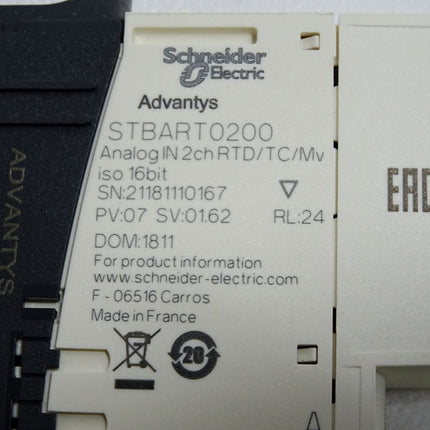 Schneider
Electric
Advantys
STBART0200
Analog IN 2ch RTD/TC/Mv
iso 16bit
SN:21181110167
PV:07 SV:01.62 RL:24
DOM:1811
For product information
www.schneider-electric.com
F - 06516 Carros
Made in France
20
ADVANTYS
EAC